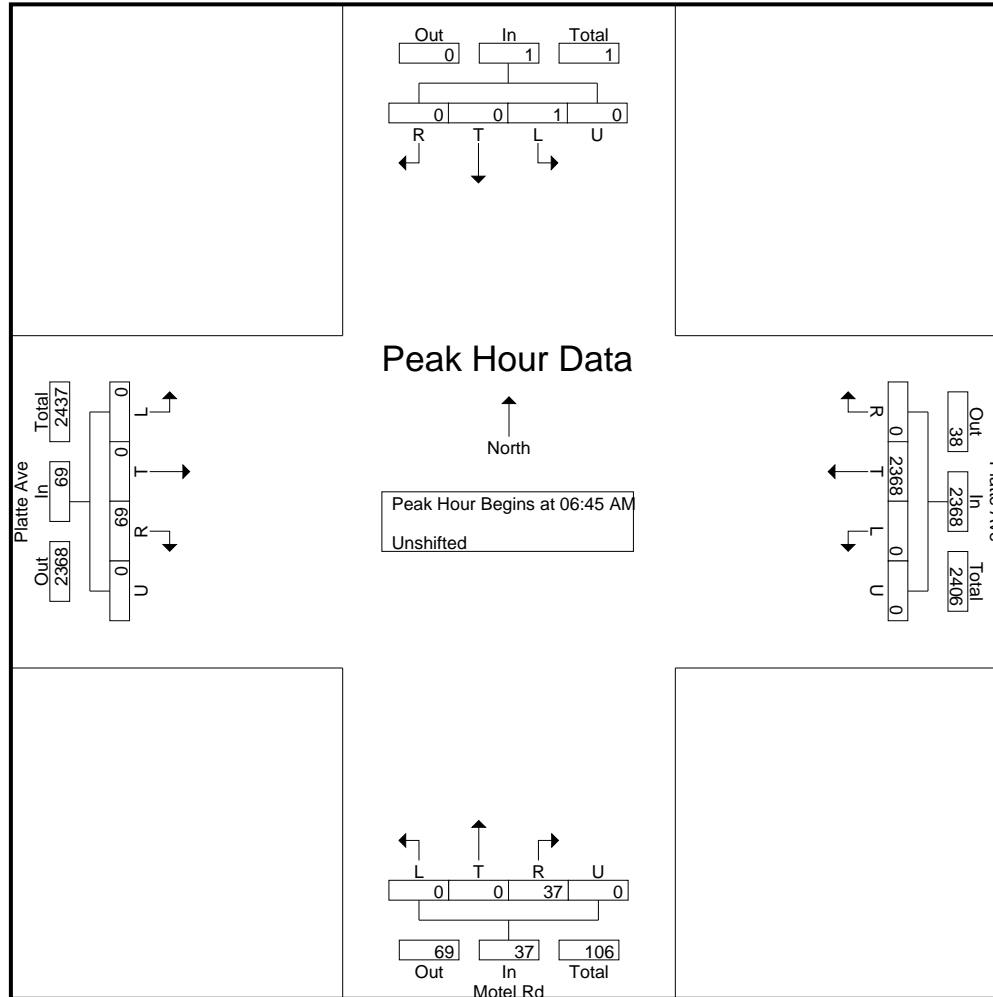 Out In Total
0 1 1
0 0 1 0
R T L U
Peak Hour Data
North
Peak Hour Begins at 06:45 AM
Unshifted
Platte Ave
Out In Total
2368 69 2437
U R T L
0 69 0 0
R T L U
0 2368 0 0
Out In Total
38 2368 2406
L T R U
0 0 37 0
69 37 106
Out In Total
Motel Rd